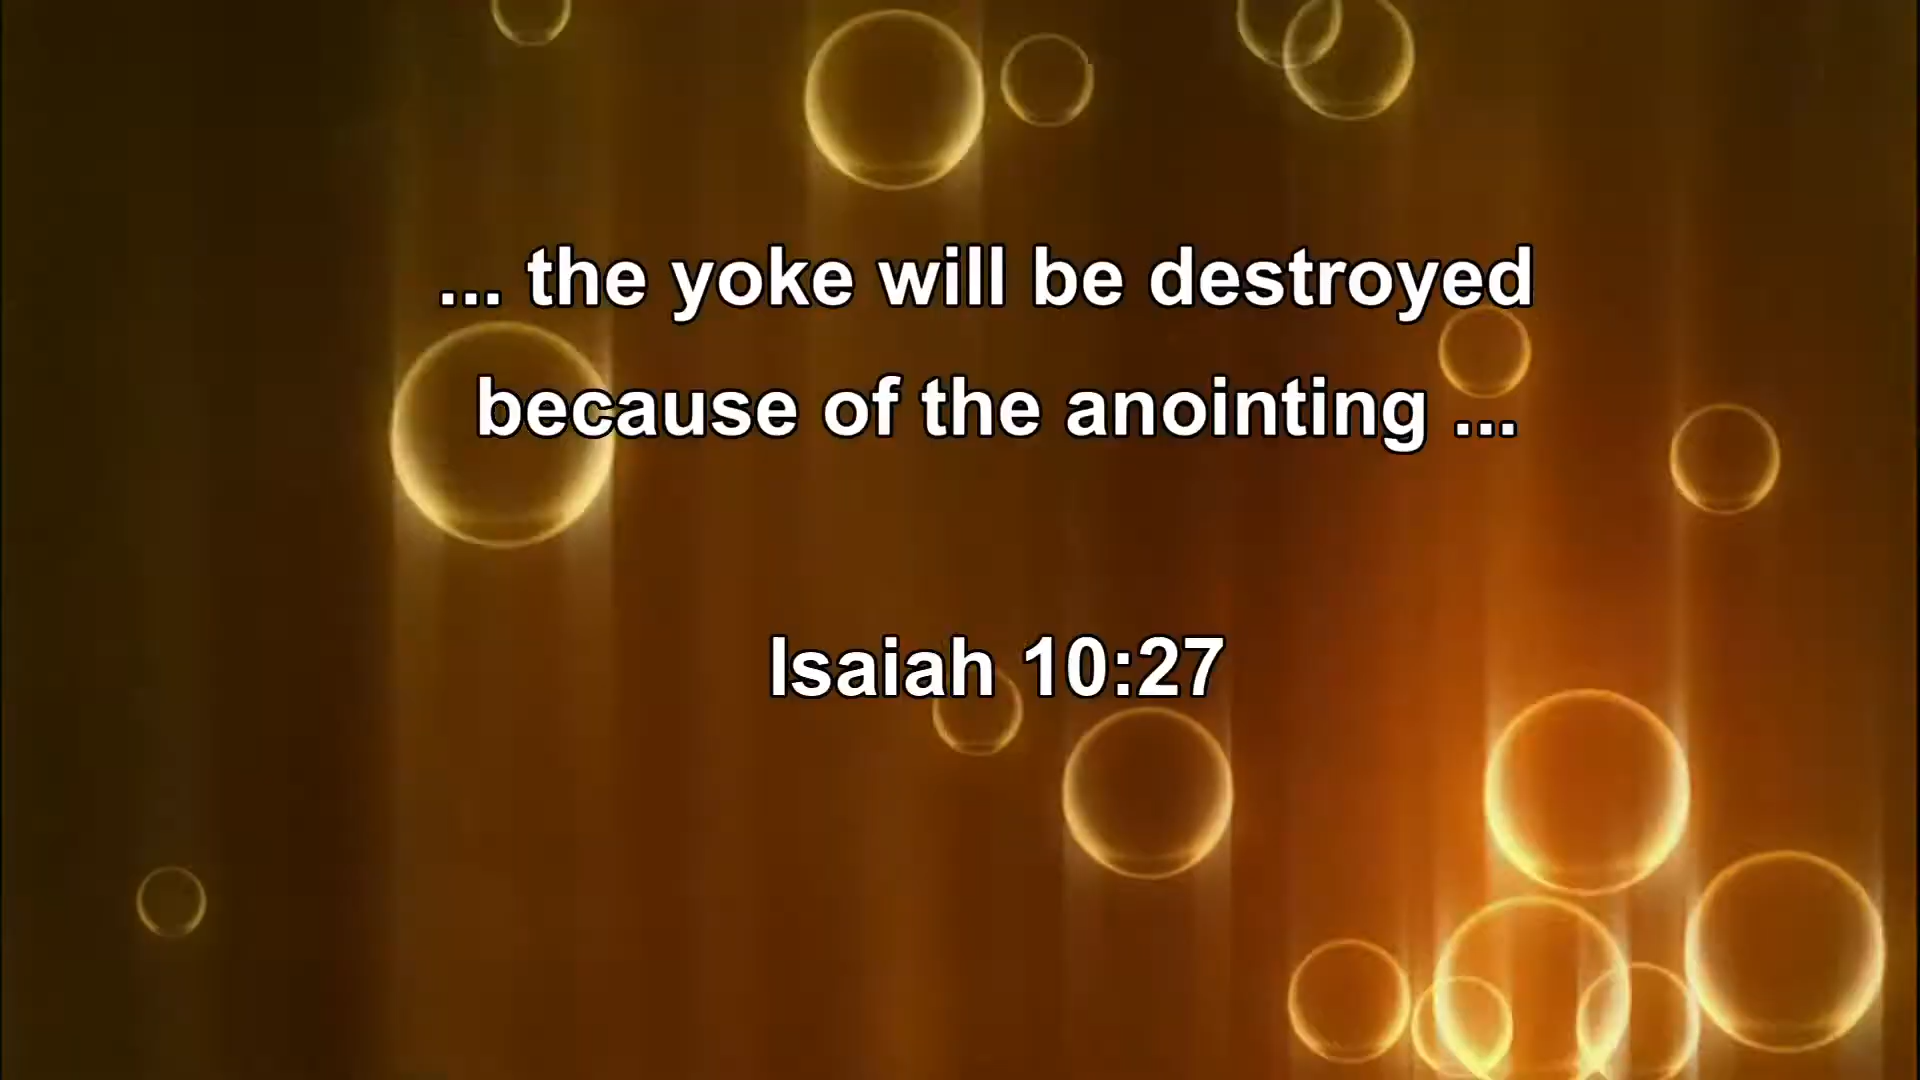 ... the yoke will be destroyed
because of the anointing ...
Isaiah 10:27